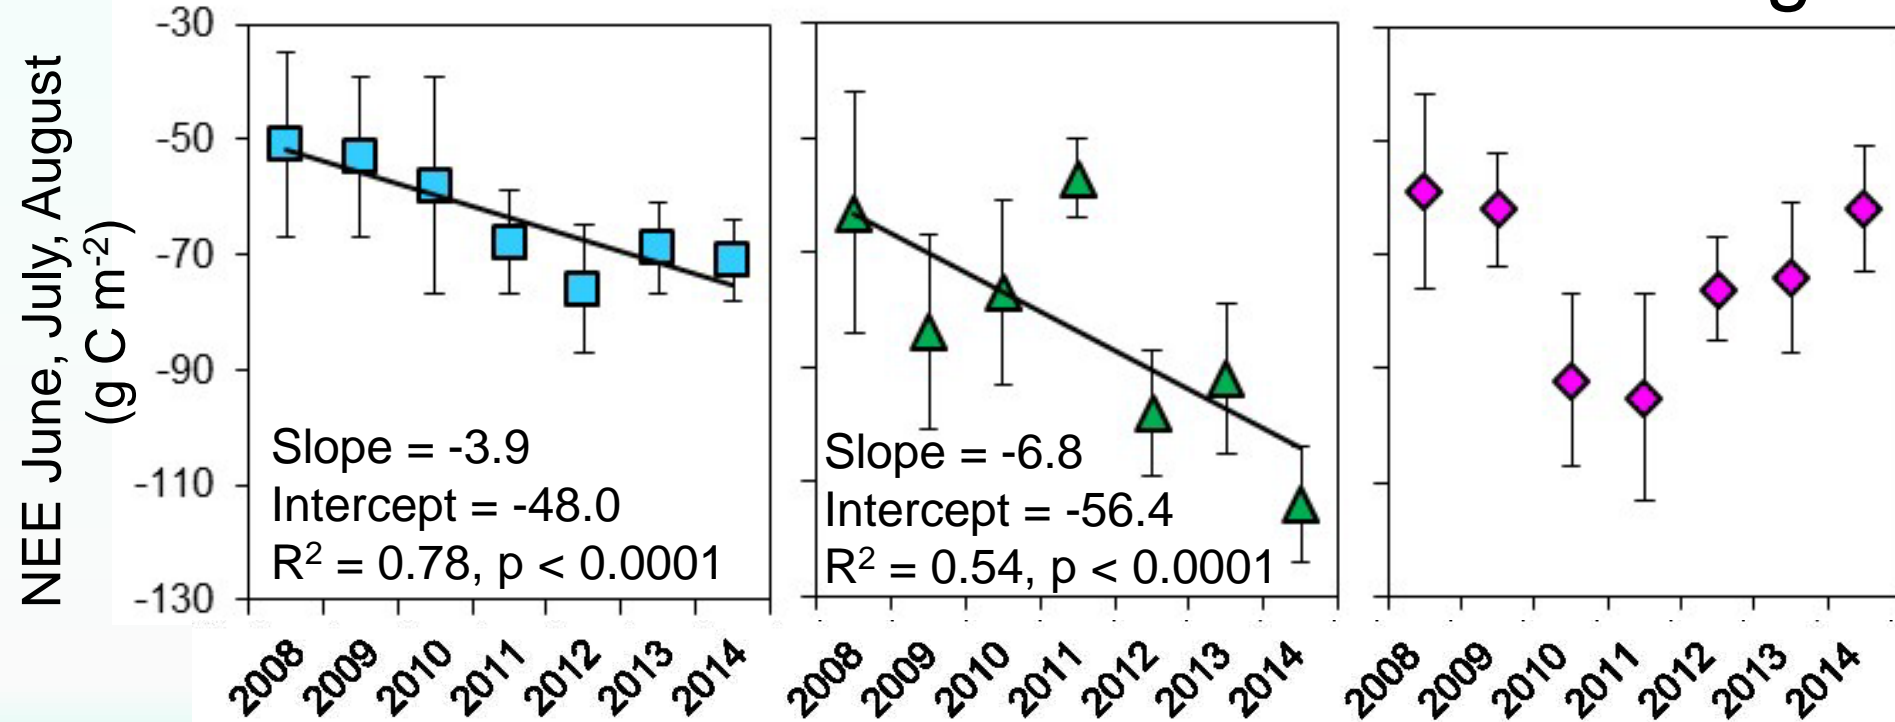 NEE June, July, August
(g C m-2)
-30
-50
-70
-90
-110
-130
Slope = -3.9
Intercept = -48.0
R2 = 0.78, p < 0.0001
2008 2009 2010 2011 2012 2013 2014
Slope = -6.8
Intercept = -56.4
R2 = 0.54, p < 0.0001
2008 2009 2010 2011 2012 2013 2014
2008 2009 2010 2011 2012 2013 2014